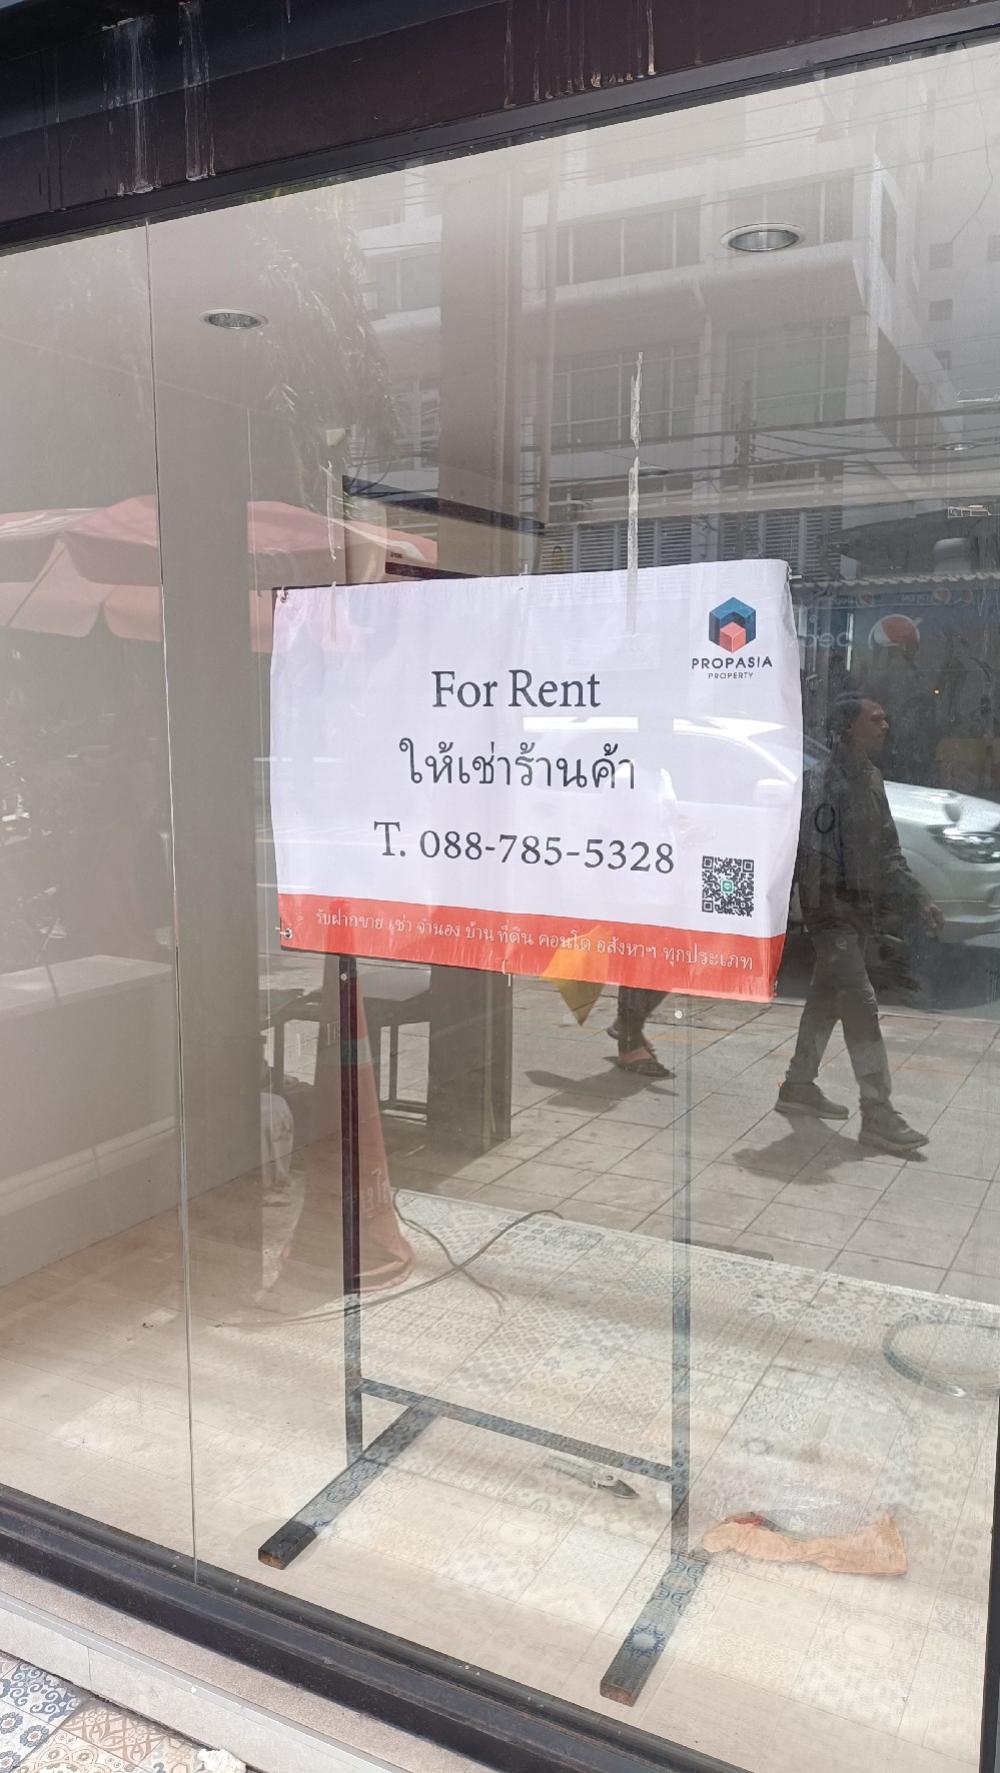 PROPASIA
PROPERTY
For Rent
ให้เช่าร้านค้า
T. 088-785-5328
รับฝากขาย เช่า จำนอง บ้าน ที่ดิน คอนโด อสังหาฯ ทุกประเภท